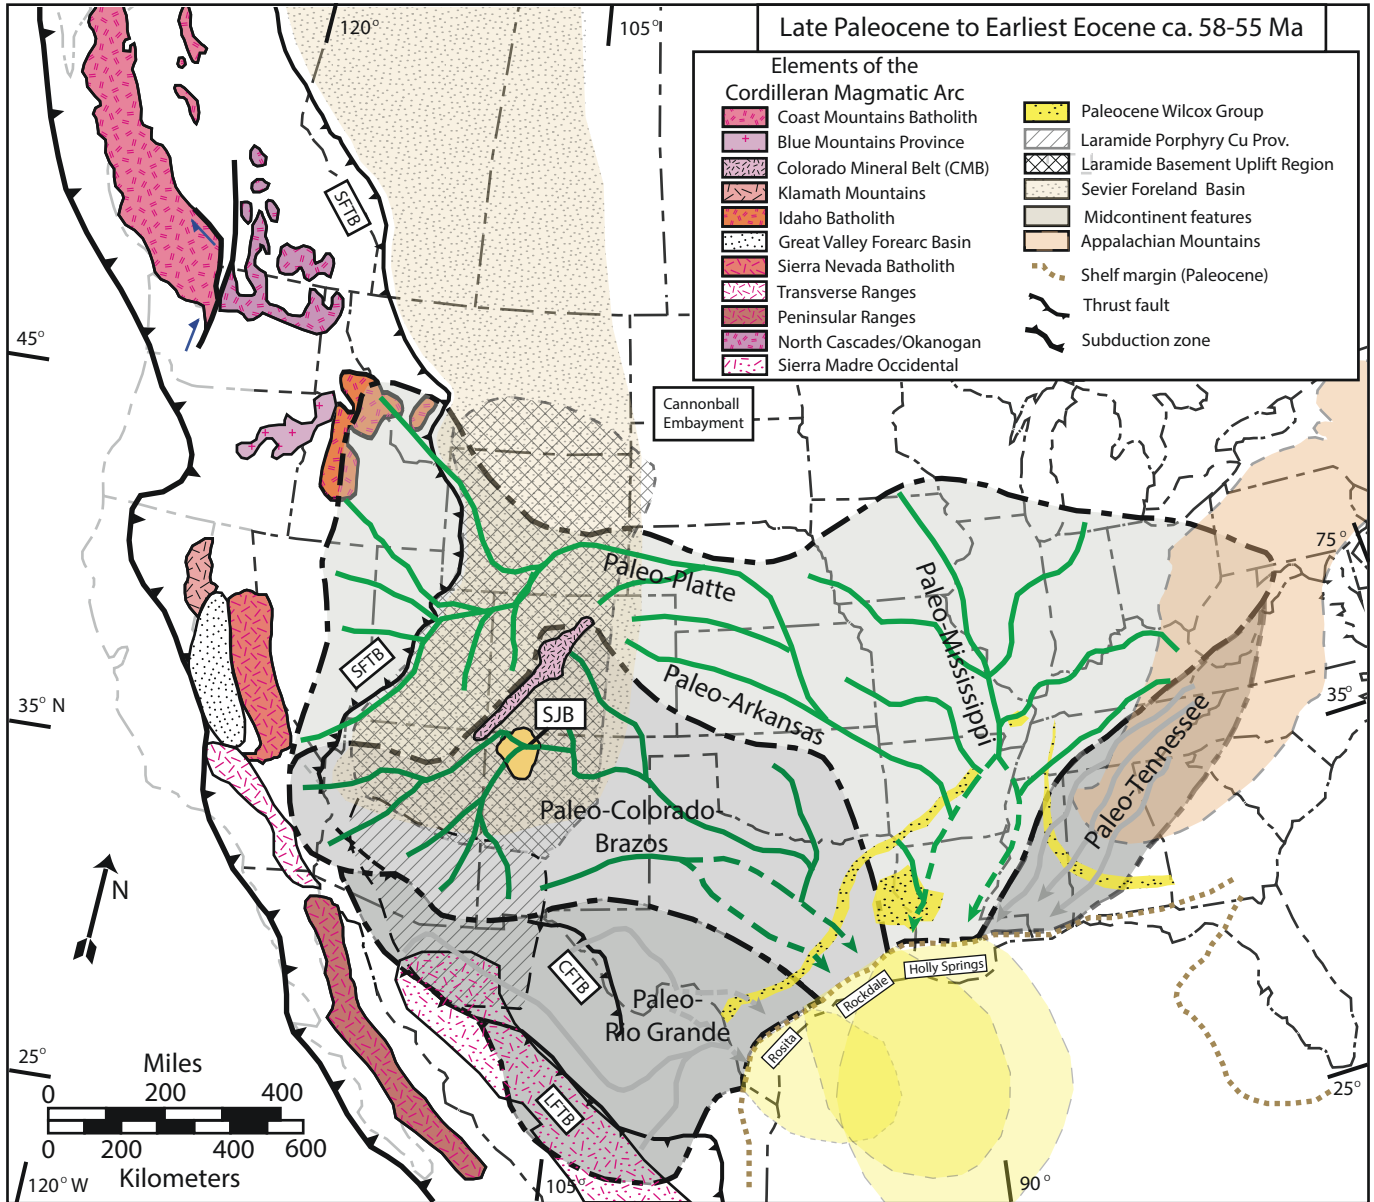 120°
105°
Late Paleocene to Earliest Eocene ca. 58-55 Ma
Elements of the
Cordilleran Magmatic Arc
Coast Mountains Batholith
Blue Mountains Province
Colorado Mineral Belt (CMB)
Klamath Mountains
Idaho Batholith
Great Valley Forearc Basin
Sierra Nevada Batholith
Transverse Ranges
Peninsular Ranges
North Cascades/Okanogan
Sierra Madre Occidental
Paleocene Wilcox Group
Laramide Porphyry Cu Prov.
Laramide Basement Uplift Region
Sevier Foreland Basin
Midcontinent features
Appalachian Mountains
Shelf margin (Paleocene)
Thrust fault
Subduction zone
SFTB
45°
Cannonball
Embayment
75°
Paleo-Platte
Paleo-Mississippi
SFTB
Paleo-Arkansas
35° N
35°
SJB
Paleo-Tennessee
Paleo-Colorado-
Brazos
N
CFTB
Paleo-
Rio Grande
Holly Springs
Rockdale
Rosita
25°
25°
LFTB
Miles
0 200 400
0 200 400 600
Kilometers
120° W
105°
90°